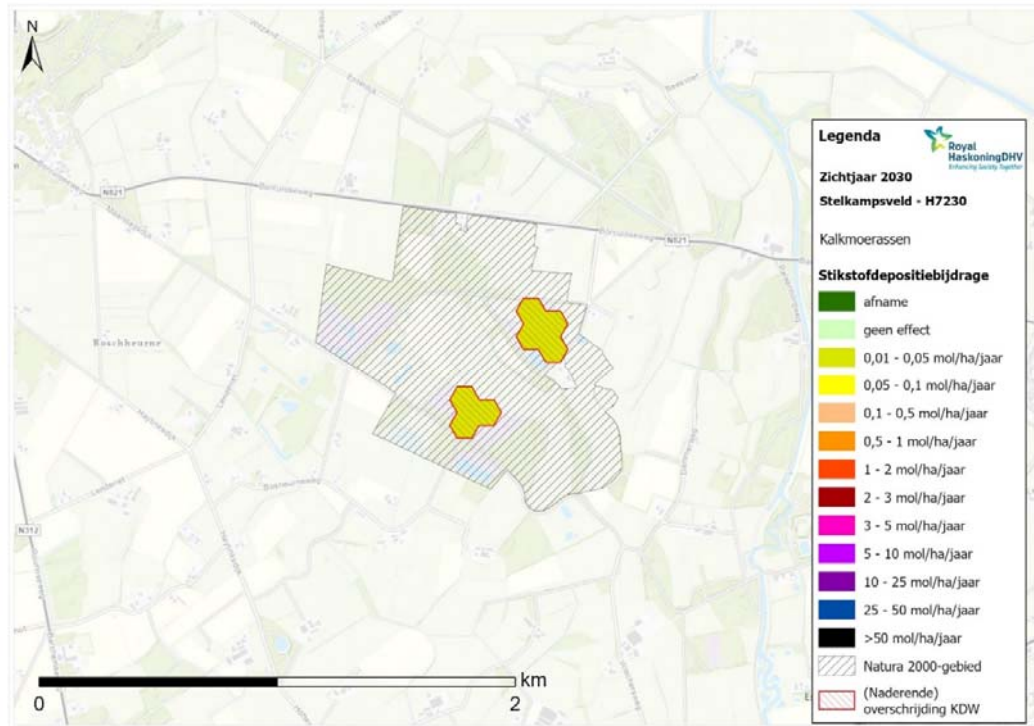 N
N821
Borculoseweg
N821
Boschheurne
N312
Legenda
Royal
HaskoningDHV
Enhancing Society Together
Zichtjaar 2030
Stelkampsveld - H7230
Kalkmoerassen
Stikstofdepositiebijdrage
afname
geen effect
0,01 - 0,05 mol/ha/jaar
0,05 - 0,1 mol/ha/jaar
0,1 - 0,5 mol/ha/jaar
0,5 - 1 mol/ha/jaar
1 - 2 mol/ha/jaar
2 - 3 mol/ha/jaar
3 - 5 mol/ha/jaar
5 - 10 mol/ha/jaar
10 - 25 mol/ha/jaar
25 - 50 mol/ha/jaar
>50 mol/ha/jaar
Natura 2000-gebied
(Naderende)
overschrijding KDW
km
0
2